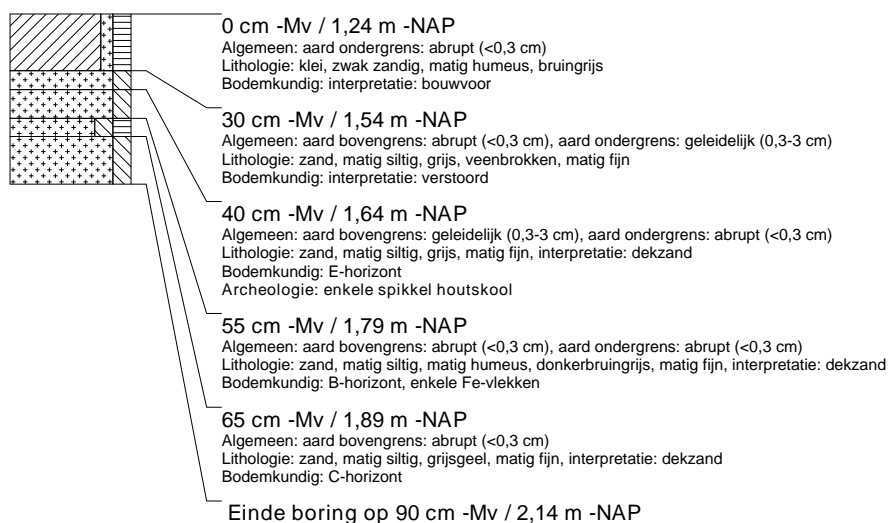 0 cm -Mv / 1,24 m -NAP
Algemeen: aard ondergrens: abrupt (<0,3 cm)
Lithologie: klei, zwak zandig, matig humeus, bruingrijs
Bodemkundig: interpretatie: bouwvoor
30 cm -Mv / 1,54 m -NAP
Algemeen: aard bovengrens: abrupt (<0,3 cm), aard ondergrens: geleidelijk (0,3-3 cm)
Lithologie: zand, matig siltig, grijs, veenbrokken, matig fijn
Bodemkundig: interpretatie: verstoord
40 cm -Mv / 1,64 m -NAP
Algemeen: aard bovengrens: geleidelijk (0,3-3 cm), aard ondergrens: abrupt (<0,3 cm)
Lithologie: zand, matig siltig, grijs, matig fijn, interpretatie: dekzand
Bodemkundig: E-horizont
Archeologie: enkele spikkel houtskool
55 cm -Mv / 1,79 m -NAP
Algemeen: aard bovengrens: abrupt (<0,3 cm), aard ondergrens: abrupt (<0,3 cm)
Lithologie: zand, matig siltig, matig humeus, donkerbruingrijs, matig fijn, interpretatie: dekzand
Bodemkundig: B-horizont, enkele Fe-vlekken
65 cm -Mv / 1,89 m -NAP
Algemeen: aard bovengrens: abrupt (<0,3 cm)
Lithologie: zand, matig siltig, grijsgeel, matig fijn, interpretatie: dekzand
Bodemkundig: C-horizont
Einde boring op 90 cm -Mv / 2,14 m -NAP